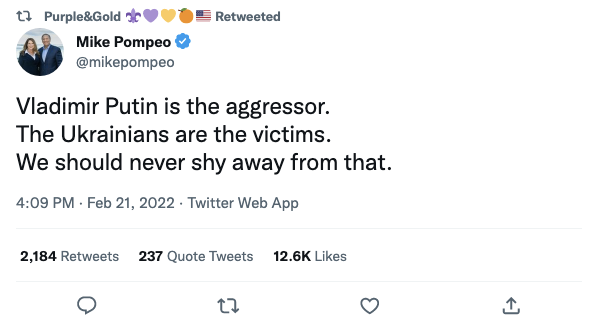 Purple&Gold ⚜️💜💛🍊🇺🇸 Retweeted
Mike Pompeo
@mikepompeo
Vladimir Putin is the aggressor.
The Ukrainians are the victims.
We should never shy away from that.
4:09 PM · Feb 21, 2022 · Twitter Web App
2,184 Retweets 237 Quote Tweets 12.6K Likes